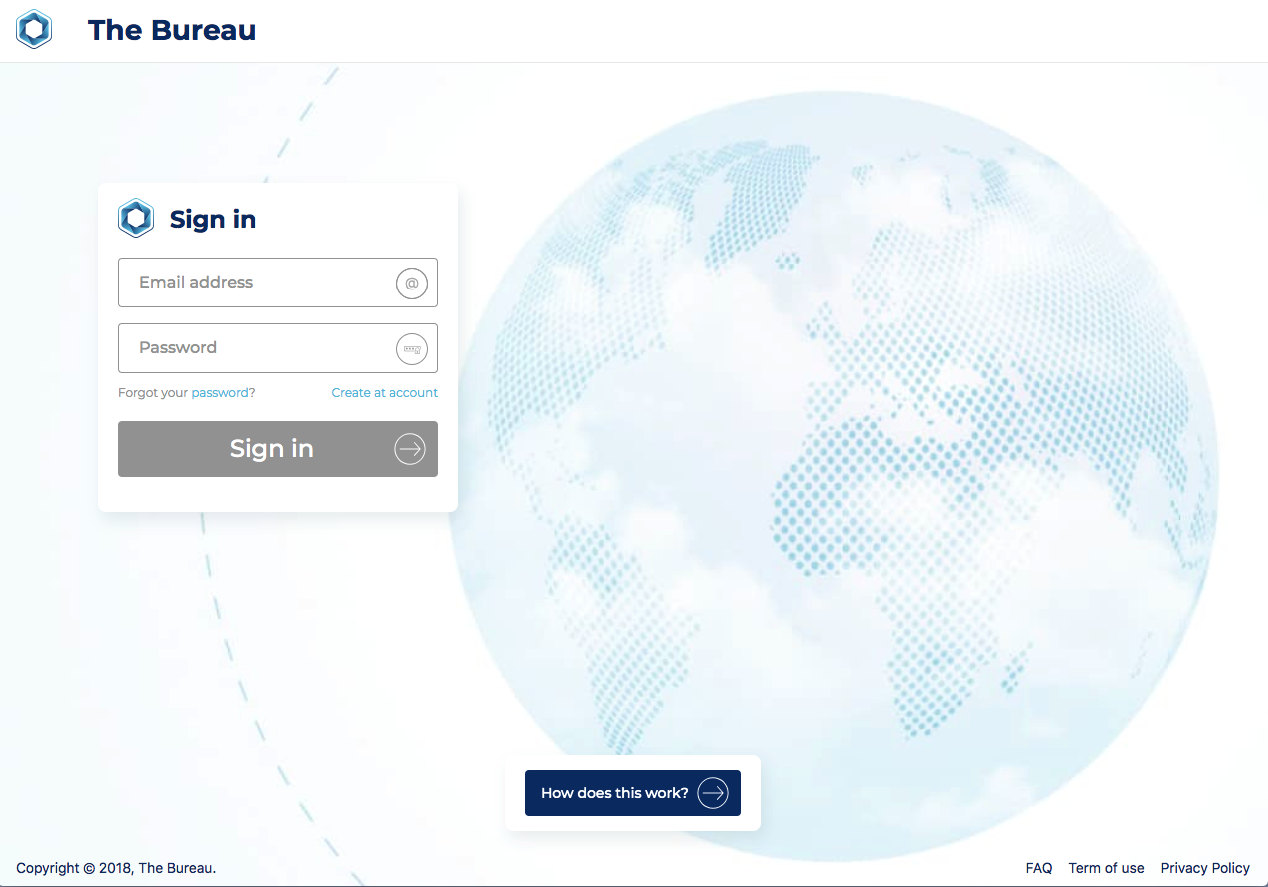 The Bureau
Sign in
Email address
@
Password
Forgot your password? Create at account
Sign in
How does this work?
Copyright © 2018, The Bureau. FAQ Term of use Privacy Policy